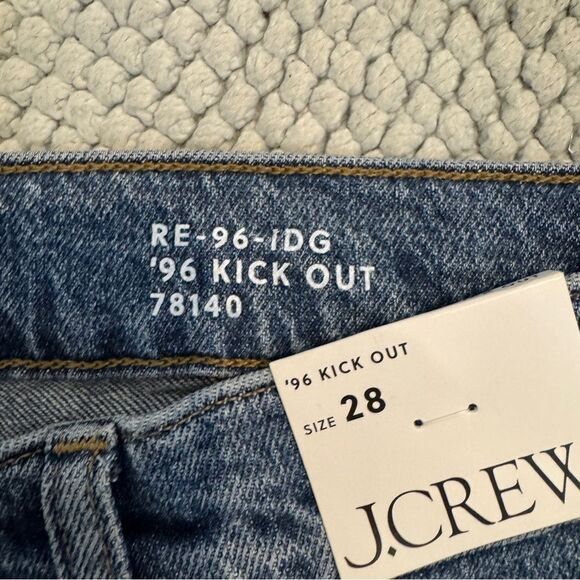 RE-96-IDG
'96 KICK OUT
78140
'96 KICK OUT
SIZE 28
J.CREW